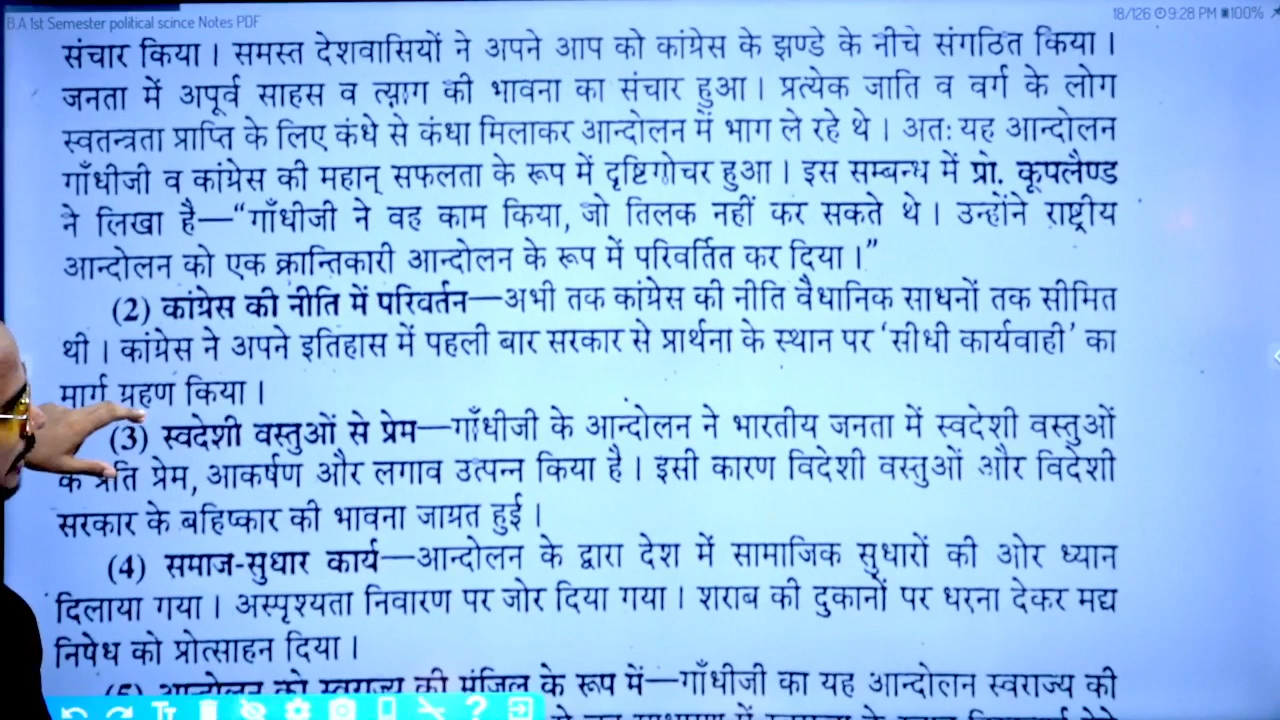 B.A 1st Semester political scince Notes PDF
18/126 9:28 PM 100%
संचार किया। समस्त देशवासियों ने अपने आप को कांग्रेस के झण्डे के नीचे संगठित किया।
जनता में अपूर्व साहस व त्याग की भावना का संचार हुआ। प्रत्येक जाति व वर्ग के लोग
स्वतन्त्रता प्राप्ति के लिए कंधे से कंधा मिलाकर आन्दोलन में भाग ले रहे थे। अतः यह आन्दोलन
गाँधीजी व कांग्रेस की महान् सफलता के रूप में दृष्टिगोचर हुआ। इस सम्बन्ध में प्रो. कूपलैण्ड
ने लिखा है—“गाँधीजी ने वह काम किया, जो तिलक नहीं कर सकते थे। उन्होंने राष्ट्रीय
आन्दोलन को एक क्रान्तिकारी आन्दोलन के रूप में परिवर्तित कर दिया।”
(2) कांग्रेस की नीति में परिवर्तन—अभी तक कांग्रेस की नीति वैधानिक साधनों तक सीमित
थी। कांग्रेस ने अपने इतिहास में पहली बार सरकार से प्रार्थना के स्थान पर ‘सीधी कार्यवाही’ का
मार्ग ग्रहण किया।
(3) स्वदेशी वस्तुओं से प्रेम—गाँधीजी के आन्दोलन ने भारतीय जनता में स्वदेशी वस्तुओं
के प्रति प्रेम, आकर्षण और लगाव उत्पन्न किया है। इसी कारण विदेशी वस्तुओं और विदेशी
सरकार के बहिष्कार की भावना जाग्रत हुई।
(4) समाज-सुधार कार्य—आन्दोलन के द्वारा देश में सामाजिक सुधारों की ओर ध्यान
दिलाया गया। अस्पृश्यता निवारण पर जोर दिया गया। शराब की दुकानों पर धरना देकर मद्य
निषेध को प्रोत्साहन दिया।
(5) आन्दोलन को स्वराज्य की मंजिल के रूप में—गाँधीजी का यह आन्दोलन स्वराज्य की